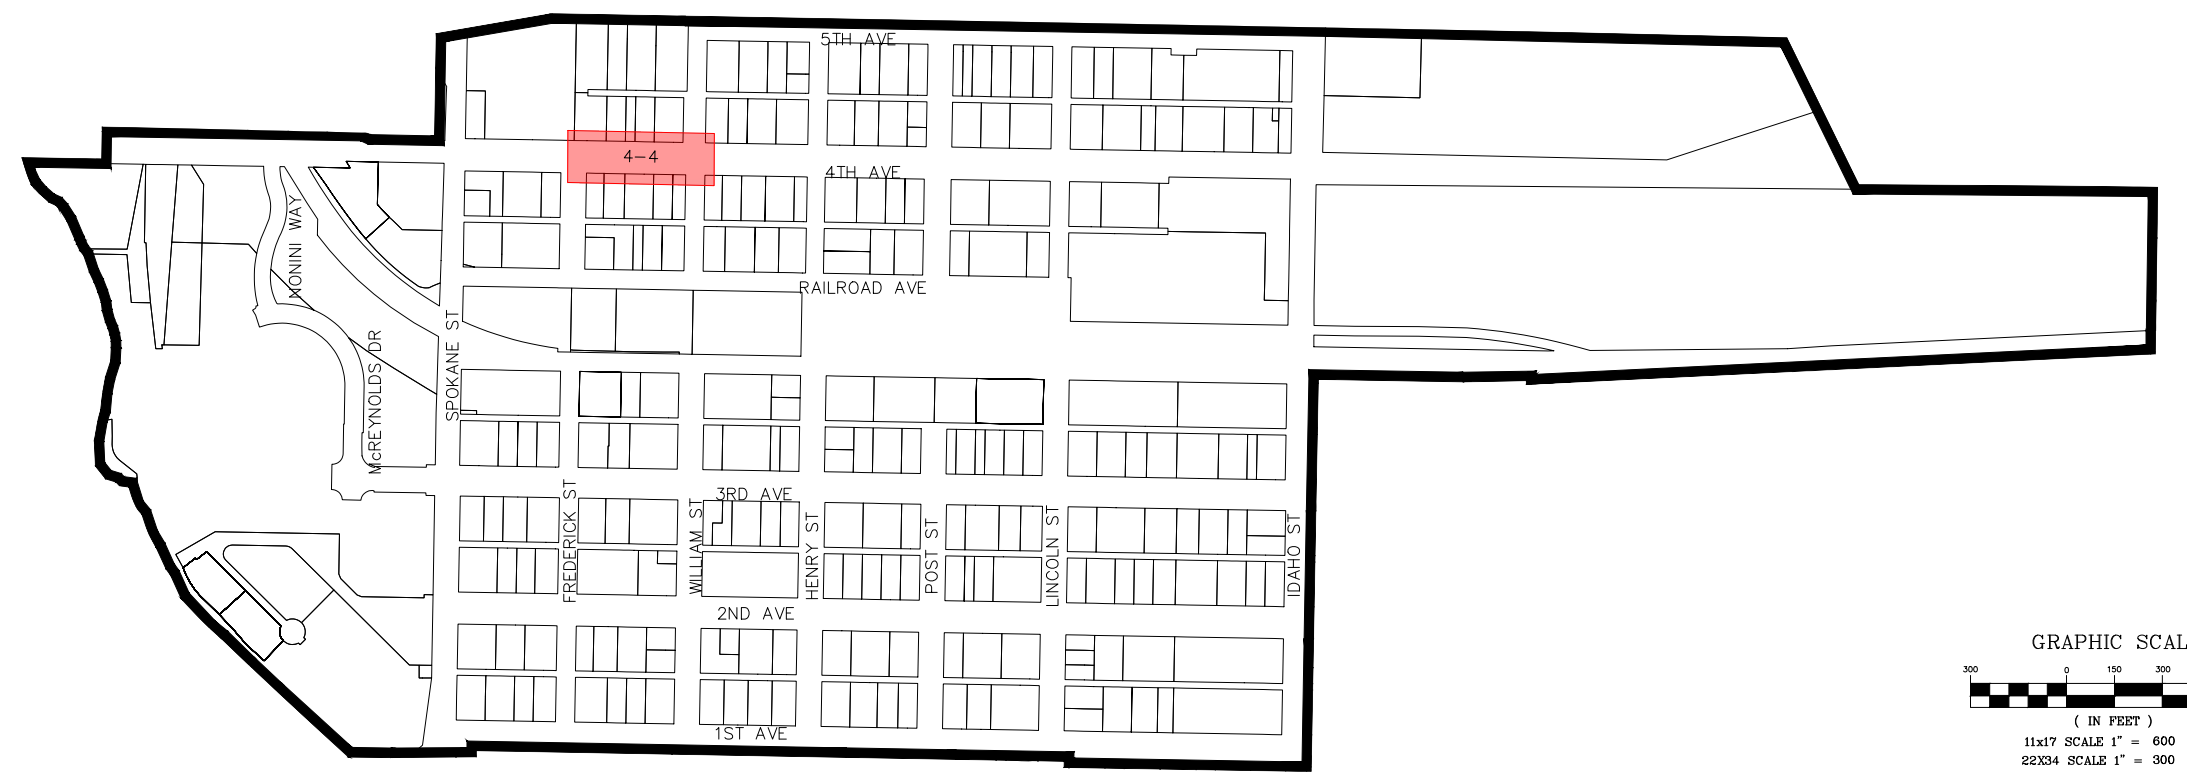 5TH AVE
4-4
4TH AVE
MONINI WAY
RAILROAD AVE
SPOKANE ST
McREYNOLDS DR
3RD AVE
FREDERICK ST
WILLIAM ST
HENRY ST
POST ST
LINCOLN ST
IDAHO ST
2ND AVE
1ST AVE
GRAPHIC SCAL
300 0 150 300
( IN FEET )
11x17 SCALE 1" = 600
22X34 SCALE 1" = 300